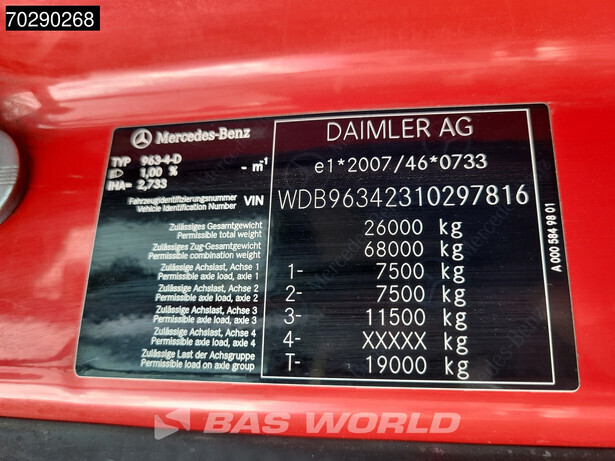 70290268
Mercedes-Benz
TYP 963-4-D
1,00 % - m-1
IHA= 2,733
Fahrzeugidentifizierungsnummer
Vehicle Identification Number VIN
DAIMLER AG
e1*2007/46*0733
WDB96342310297816
Zulässiges Gesamtgewicht
Permissible total weight 26000 kg
Zulässiges Zug-Gesamtgewicht
Permissible combination weight 68000 kg
Zulässige Achslast, Achse 1
Permissible axle load, axle 1 1- 7500 kg
Zulässige Achslast, Achse 2
Permissible axle load, axle 2 2- 7500 kg
Zulässige Achslast, Achse 3
Permissible axle load, axle 3 3- 11500 kg
Zulässige Achslast, Achse 4
Permissible axle load, axle 4 4- XXXXX kg
Zulässige Last der Achsgruppe
Permissible load on axle group T- 19000 kg
A 000 584 98 01
BAS WORLD